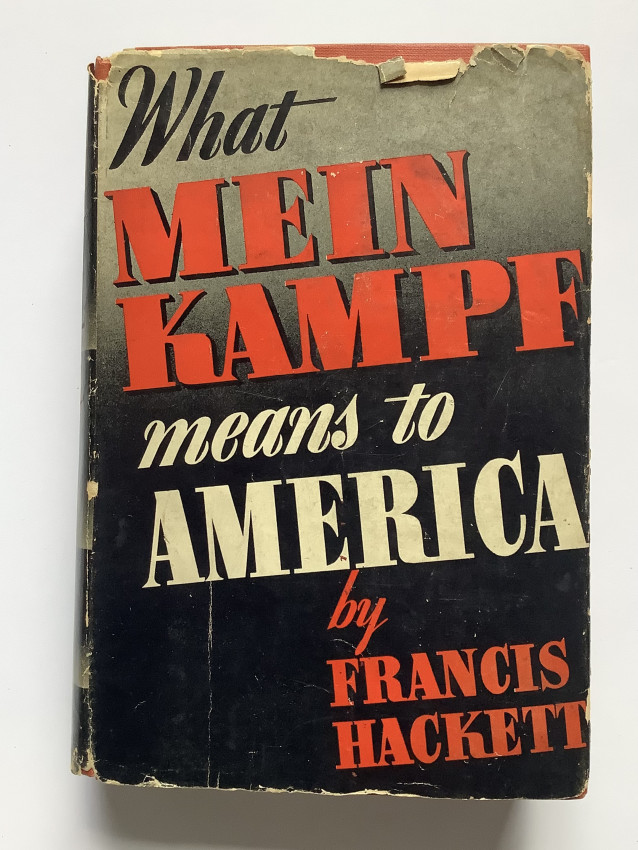 What
MEIN
KAMPF
means to
AMERICA
by
FRANCIS
HACKETT